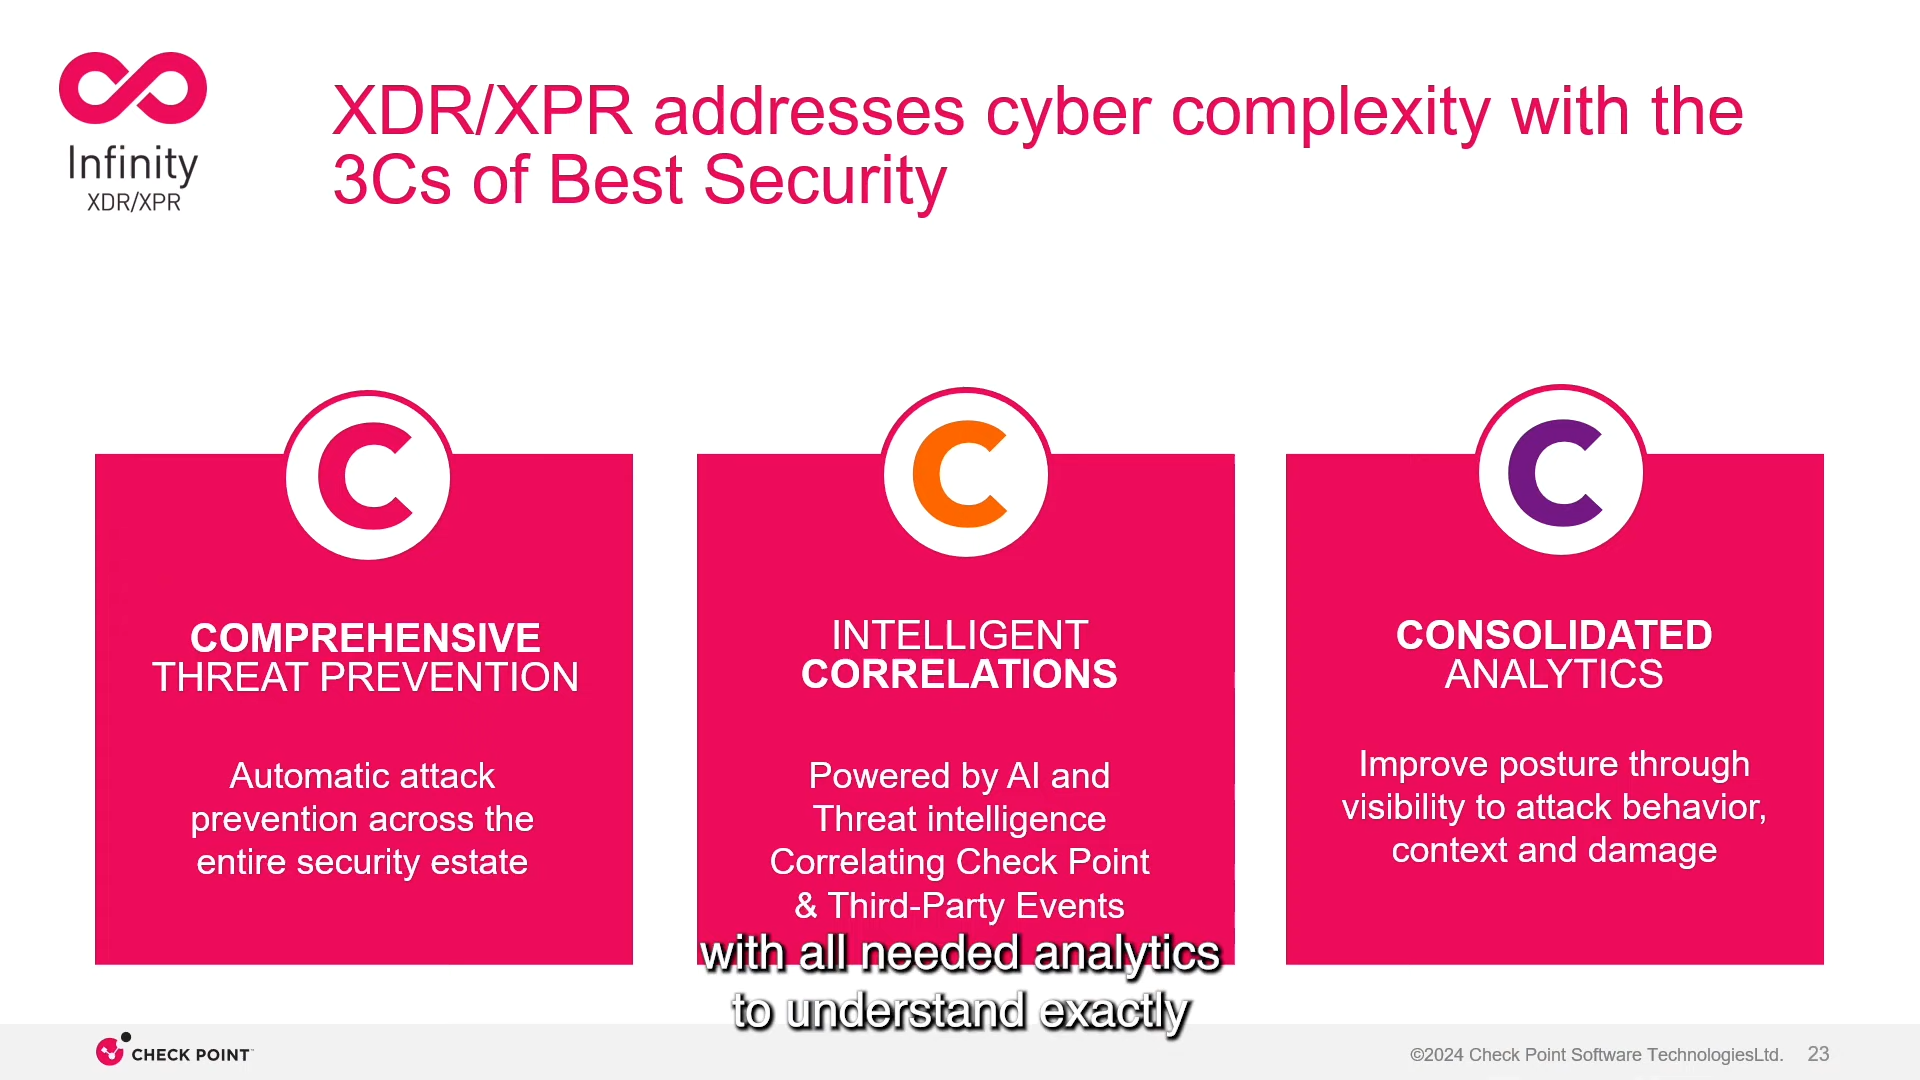 Infinity
XDR/XPR
XDR/XPR addresses cyber complexity with the
3Cs of Best Security
C
COMPREHENSIVE
THREAT PREVENTION
Automatic attack
prevention across the
entire security estate
C
INTELLIGENT
CORRELATIONS
Powered by AI and
Threat intelligence
Correlating Check Point
& Third-Party Events
C
CONSOLIDATED
ANALYTICS
Improve posture through
visibility to attack behavior,
context and damage
with all needed analytics
to understand exactly
CHECK POINT
©2024 Check Point Software TechnologiesLtd. 23